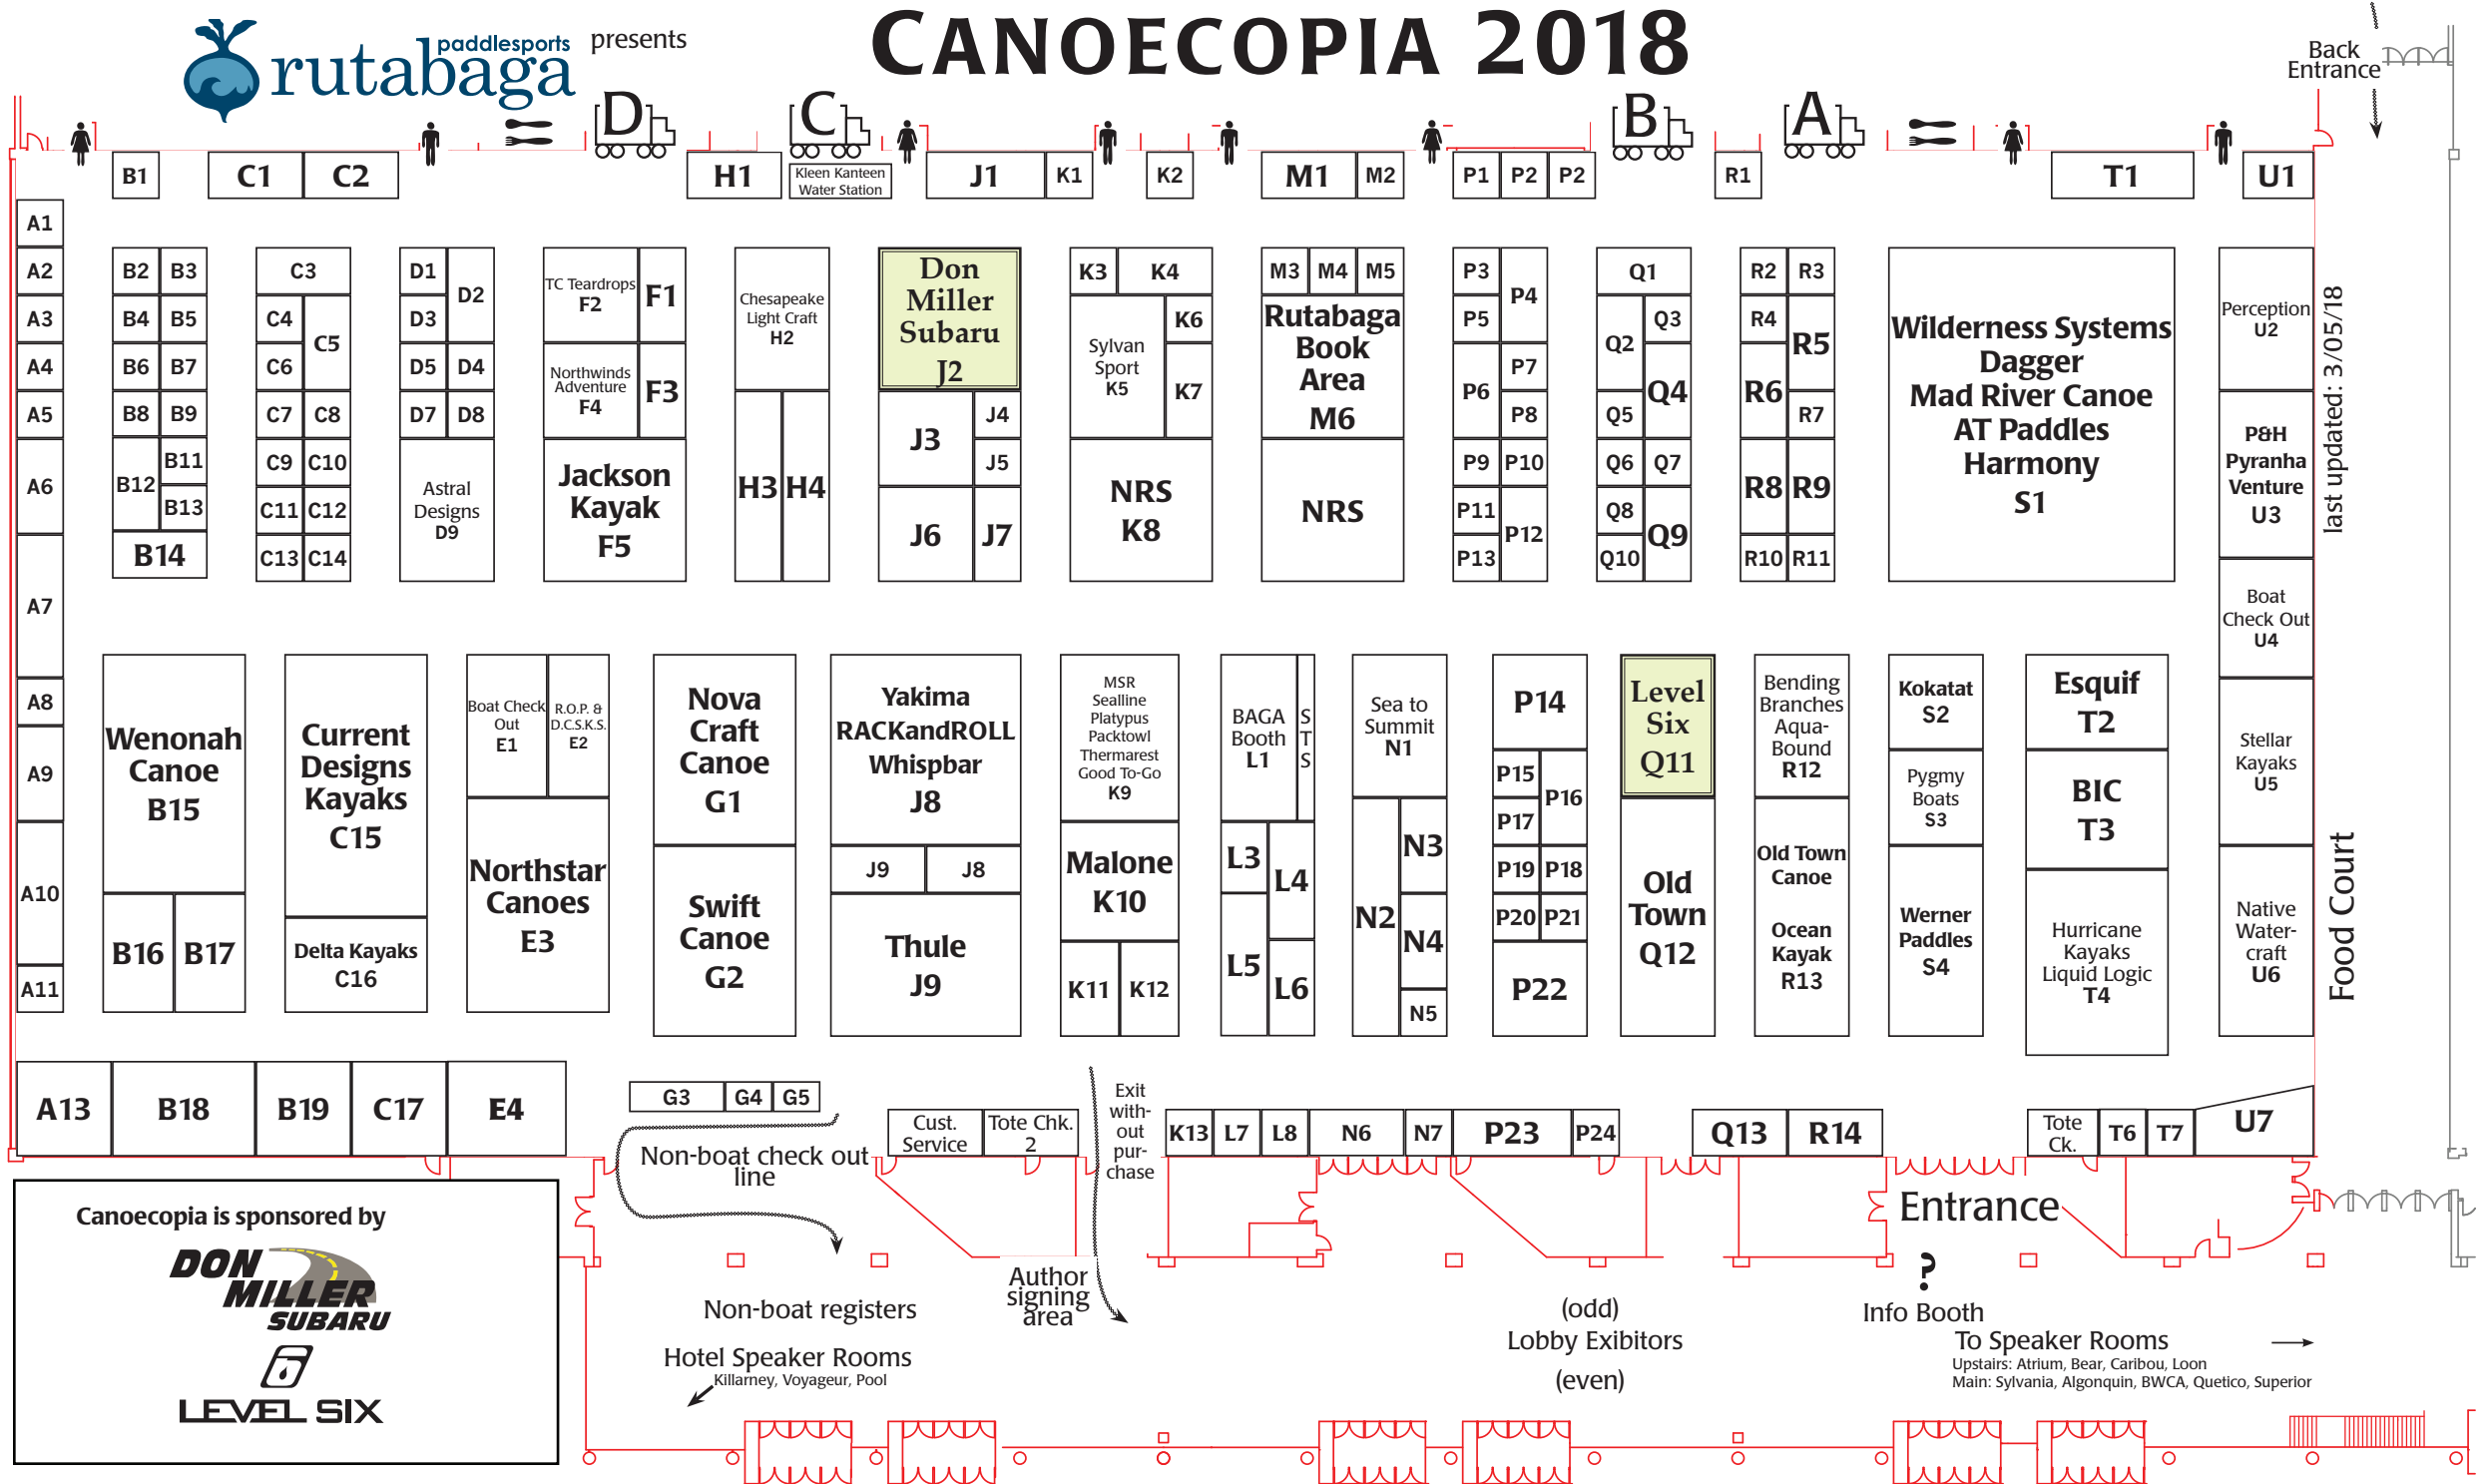 rutabaga
paddlesports
presents
CANOECOPIA 2018
Back
Entrance
D
C
B
A
B1
C1
C2
H1
Kleen Kanteen
Water Station
J1
K1
K2
M1
M2
P1
P2
P2
R1
T1
U1
A1
A2
A3
A4
A5
A6
A7
A8
A9
A10
A11
B2
B3
B4
B5
B6
B7
B8
B9
B12
B11
B13
B14
C3
C4
C5
C6
C7
C8
C9
C10
C11
C12
C13
C14
D1
D2
D3
D5
D4
D7
D8
Astral
Designs
D9
TC Teardrops
F2
F1
Northwinds
Adventure
F4
F3
Jackson
Kayak
F5
Chesapeake
Light Craft
H2
H3
H4
Don
Miller
Subaru
J2
J3
J4
J5
J6
J7
K3
K4
Sylvan
Sport
K5
K6
K7
NRS
K8
M3
M4
M5
Rutabaga
Book
Area
M6
NRS
P3
P4
P5
P6
P7
P8
P9
P10
P11
P12
P13
Q1
Q2
Q3
Q4
Q5
Q6
Q7
Q8
Q9
Q10
R2
R3
R4
R5
R6
R7
R8
R9
R10
R11
Wilderness Systems
Dagger
Mad River Canoe
AT Paddles
Harmony
S1
Perception
U2
P&H
Pyranha
Venture
U3
Boat
Check Out
U4
Stellar
Kayaks
U5
Native
Water-
craft
U6
last updated: 3/05/18
Food Court
Wenonah
Canoe
B15
B16
B17
Current
Designs
Kayaks
C15
Delta Kayaks
C16
Boat Check
Out
E1
R.O.P. &
D.C.S.K.S.
E2
Northstar
Canoes
E3
Nova
Craft
Canoe
G1
Swift
Canoe
G2
Yakima
RACKandROLL
Whispbar
J8
J9
J8
Thule
J9
MSR
Sealline
Platypus
Packtowl
Thermarest
Good To-Go
K9
Malone
K10
K11
K12
BAGA
Booth
L1
S
T
S
L3
L4
L5
L6
Sea to
Summit
N1
N2
N3
N4
N5
P14
P15
P16
P17
P19
P18
P20
P21
P22
Level
Six
Q11
Old
Town
Q12
Bending
Branches
Aqua-
Bound
R12
Old Town
Canoe
Ocean
Kayak
R13
Kokatat
S2
Pygmy
Boats
S3
Werner
Paddles
S4
Esquif
T2
BIC
T3
Hurricane
Kayaks
Liquid Logic
T4
A13
B18
B19
C17
E4
G3
G4
G5
Cust.
Service
Tote Chk.
2
Exit
with-
out
pur-
chase
K13
L7
L8
N6
N7
P23
P24
Q13
R14
Tote
Ck.
T6
T7
U7
Non-boat check out
line
Entrance
?
Info Booth
Author
signing
area
Non-boat registers
Hotel Speaker Rooms
Killarney, Voyageur, Pool
(odd)
Lobby Exibitors
(even)
To Speaker Rooms
Upstairs: Atrium, Bear, Caribou, Loon
Main: Sylvania, Algonquin, BWCA, Quetico, Superior
Canoecopia is sponsored by
DON
MILLER
SUBARU
LEVEL SIX